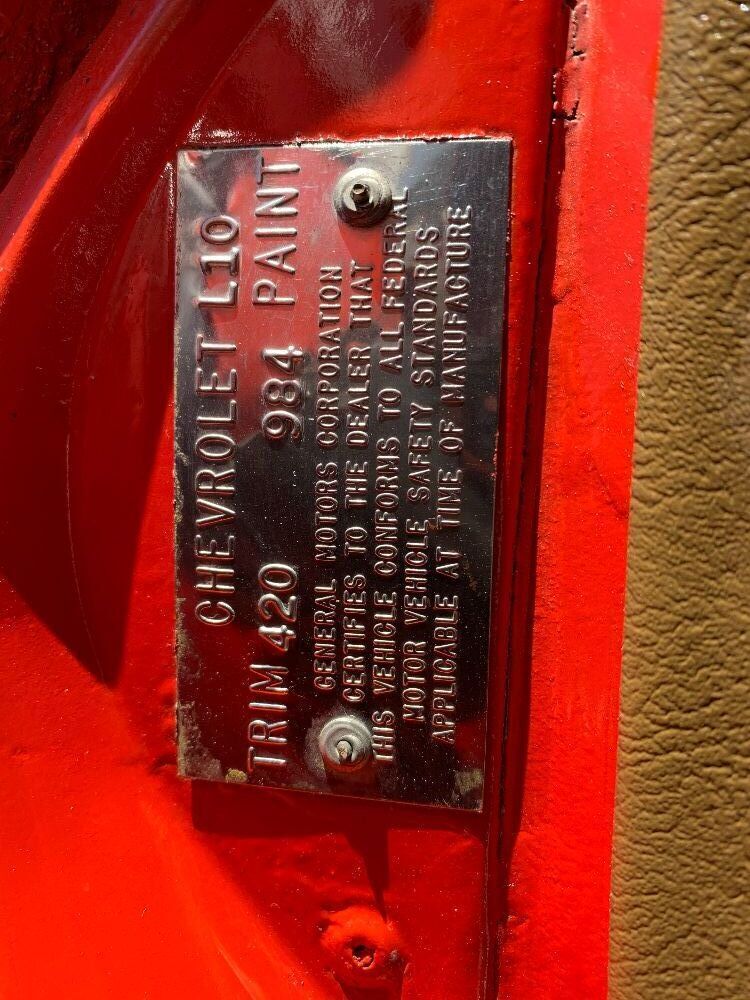 CHEVROLET L10
TRIM 420 984 PAINT
GENERAL MOTORS CORPORATION
CERTIFIES TO THE DEALER THAT
THIS VEHICLE CONFORMS TO ALL FEDERAL
MOTOR VEHICLE SAFETY STANDARDS
APPLICABLE AT TIME OF MANUFACTURE